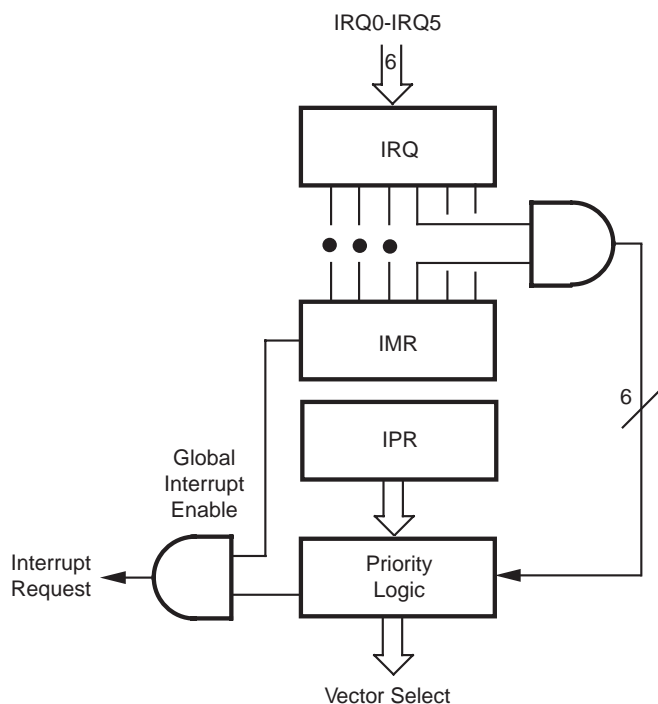 IRQ0-IRQ5
6
IRQ
IMR
6
IPR
Global
Interrupt
Enable
Interrupt
Request
Priority
Logic
Vector Select